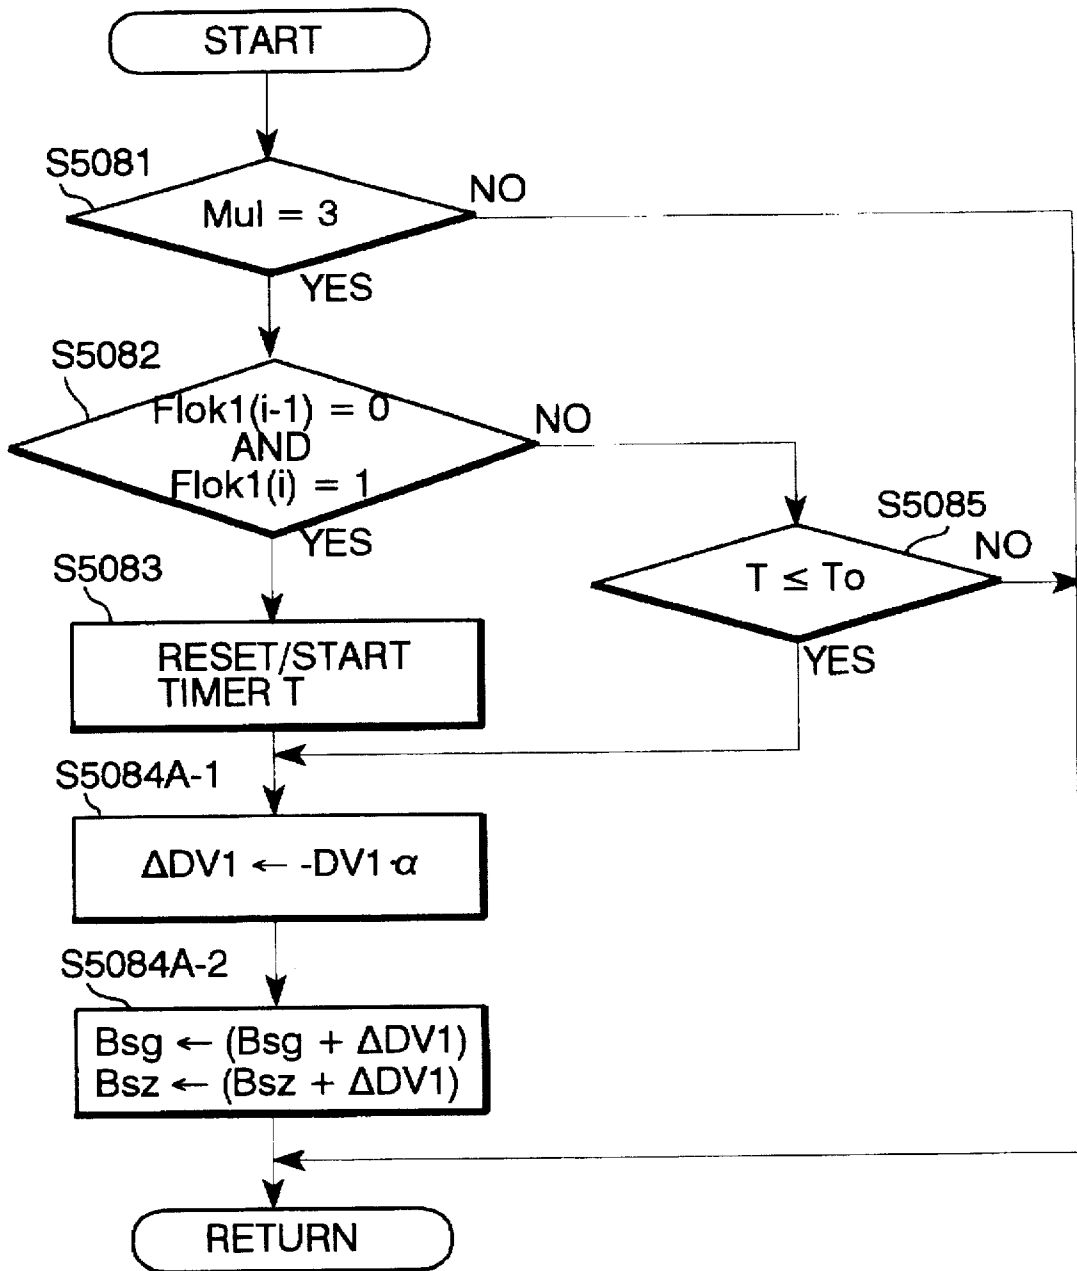 START
S5081
Mul = 3
NO
YES
S5082
Flok1(i-1) = 0
AND
Flok1(i) = 1
NO
YES
S5085
T ≤ To
NO
YES
S5083
RESET/START
TIMER T
S5084A-1
ΔDV1 ← -DV1·α
S5084A-2
Bsg ← (Bsg + ΔDV1)
Bsz ← (Bsz + ΔDV1)
RETURN